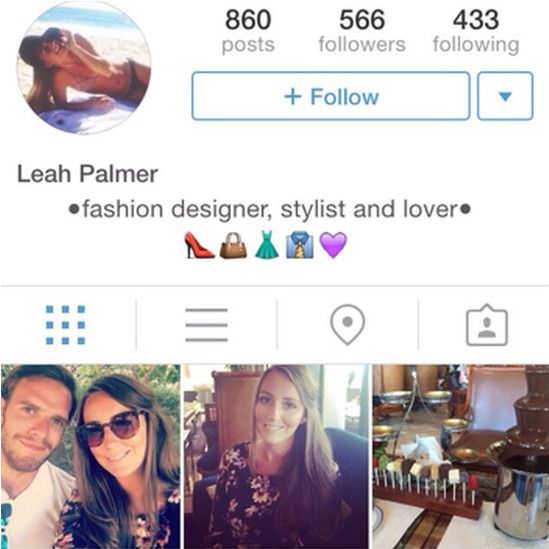 860 566 433
posts followers following
+ Follow
Leah Palmer
•fashion designer, stylist and lover•
👠👜👗👔💜